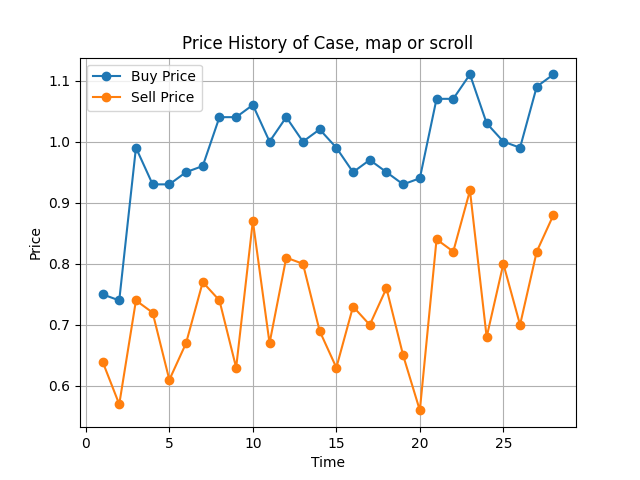 Price History of Case, map or scroll
Buy Price
Sell Price
1.1
1.0
0.9
0.8
0.7
0.6
Price
0 5 10 15 20 25
Time